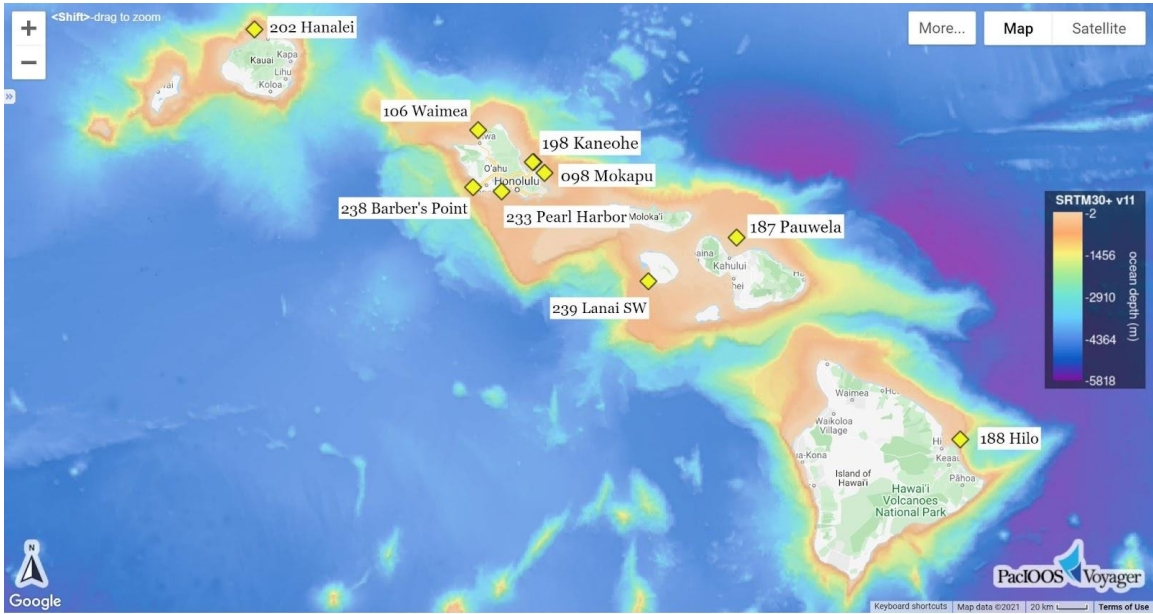 +
<Shift>-drag to zoom
−
»
More...
Map
Satellite
202 Hanalei
Kauai
Kapa
Lihu
Koloa
106 Waimea
198 Kaneohe
O'ahu
Honolulu
098 Mokapu
238 Barber's Point
233 Pearl Harbor
Moloka'i
187 Pauwela
Kahului
239 Lanai SW
SRTM30+ v11
-2
-1456
-2910
-4364
-5818
ocean depth (m)
Waimea
Waikoloa
Village
188 Hilo
Keaau
Island of
Hawai'i
Pāhoa
Hawai'i
Volcanoes
National Park
N
Google
PacIOOS Voyager
Keyboard shortcuts
Map data ©2021
20 km
Terms of Use